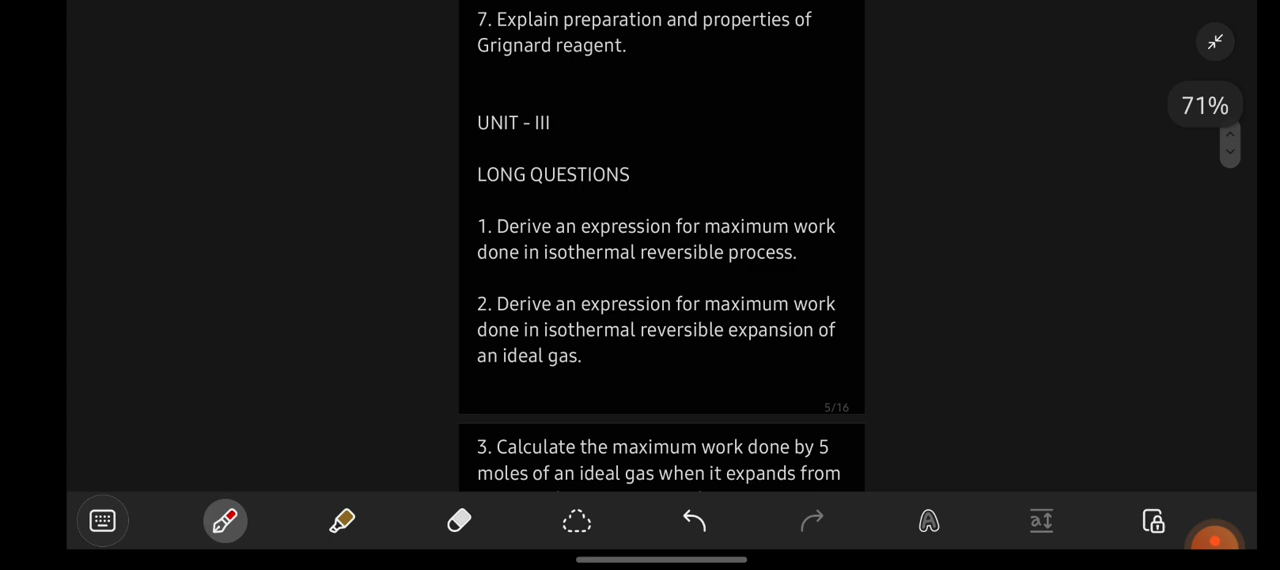 7. Explain preparation and properties of
Grignard reagent.
71%
UNIT - III
LONG QUESTIONS
1. Derive an expression for maximum work
done in isothermal reversible process.
2. Derive an expression for maximum work
done in isothermal reversible expansion of
an ideal gas.
5/16
3. Calculate the maximum work done by 5
moles of an ideal gas when it expands from